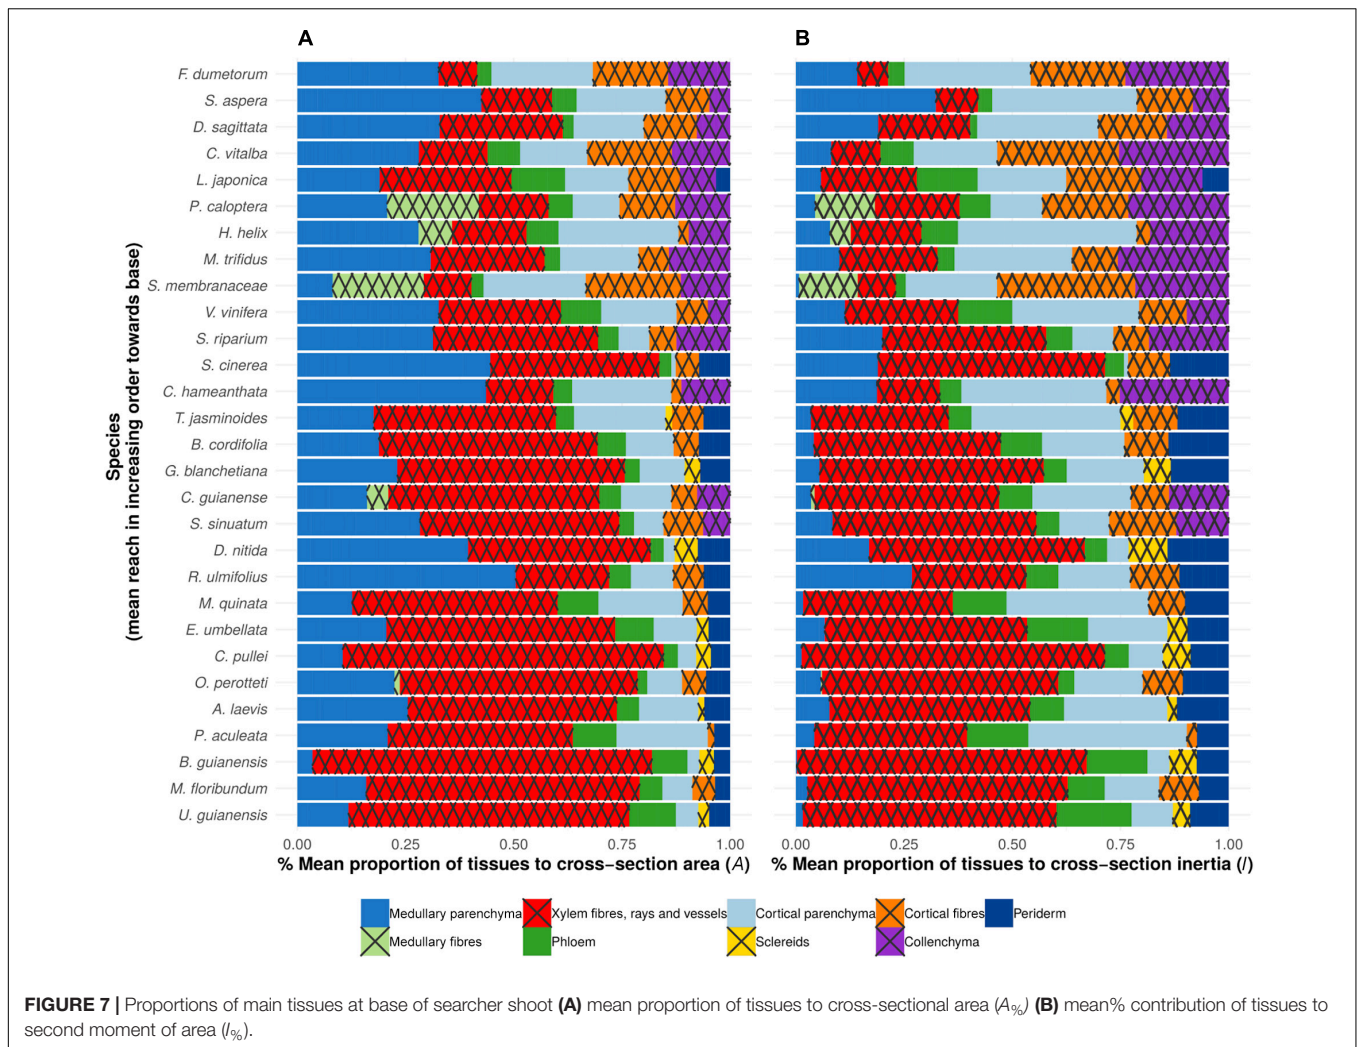 A
B
Species
(mean reach in increasing order towards base)
F. dumetorum
S. aspera
D. sagittata
C. vitalba
L. japonica
P. caloptera
H. helix
M. trifidus
S. membranaceae
V. vinifera
S. riparium
S. cinerea
C. hameanthata
T. jasminoides
B. cordifolia
G. blanchetiana
C. guianense
S. sinuatum
D. nitida
R. ulmifolius
M. quinata
E. umbellata
C. pullei
O. perotteti
A. laevis
P. aculeata
B. guianensis
M. floribundum
U. guianensis
0.00 0.25 0.50 0.75 1.00
0.00 0.25 0.50 0.75 1.00
% Mean proportion of tissues to cross−section area (A)
% Mean proportion of tissues to cross−section inertia (I)
Medullary parenchyma Xylem fibres, rays and vessels Cortical parenchyma Cortical fibres Periderm
Medullary fibres Phloem Sclereids Collenchyma
FIGURE 7 | Proportions of main tissues at base of searcher shoot (A) mean proportion of tissues to cross-sectional area (A%) (B) mean% contribution of tissues to
second moment of area (I%).